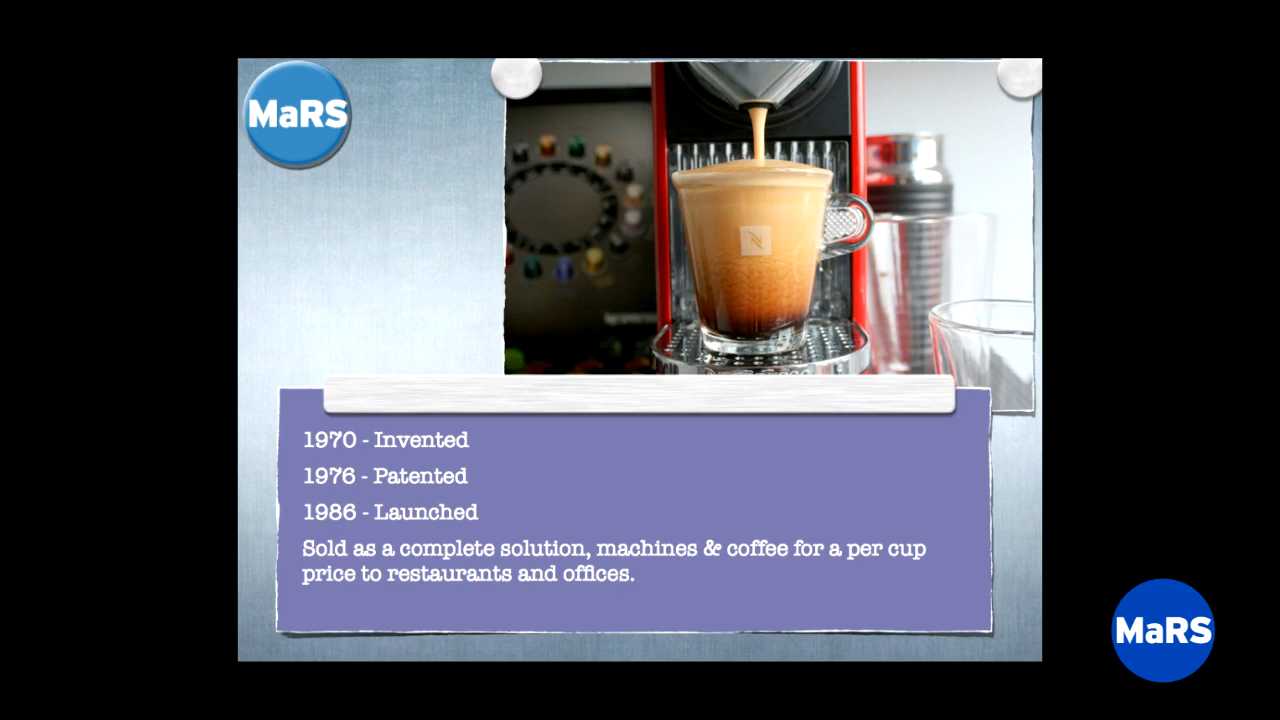 MaRS
N
1970 - Invented
1976 - Patented
1986 - Launched
Sold as a complete solution, machines & coffee for a per cup
price to restaurants and offices.
MaRS